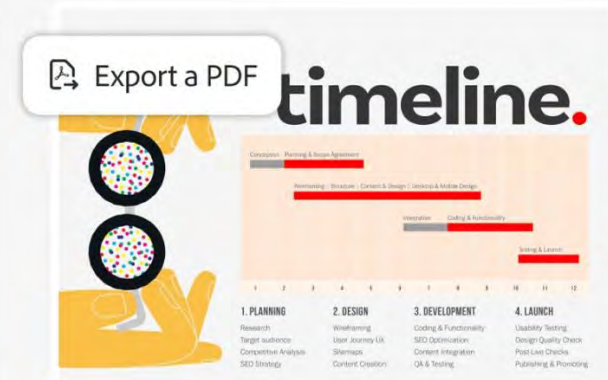 Export a PDF
timeline.
Conception Planning & Scope Agreement
Wireframing Structure Content & Design Desktop & Mobile Design
Integration Coding & Functionality
Testing & Launch
1 2 3 4 5 6 7 8 9 10 11 12
1. PLANNING 2. DESIGN 3. DEVELOPMENT 4. LAUNCH
Research Wireframing Coding & Functionality Usability Testing
Target audience User Journey UX SEO Optimization Design Quality Check
Competitive Analysis Sitemaps Content Integration Post-Live Checks
SEO Strategy Content Creation QA & Testing Publishing & Promoting